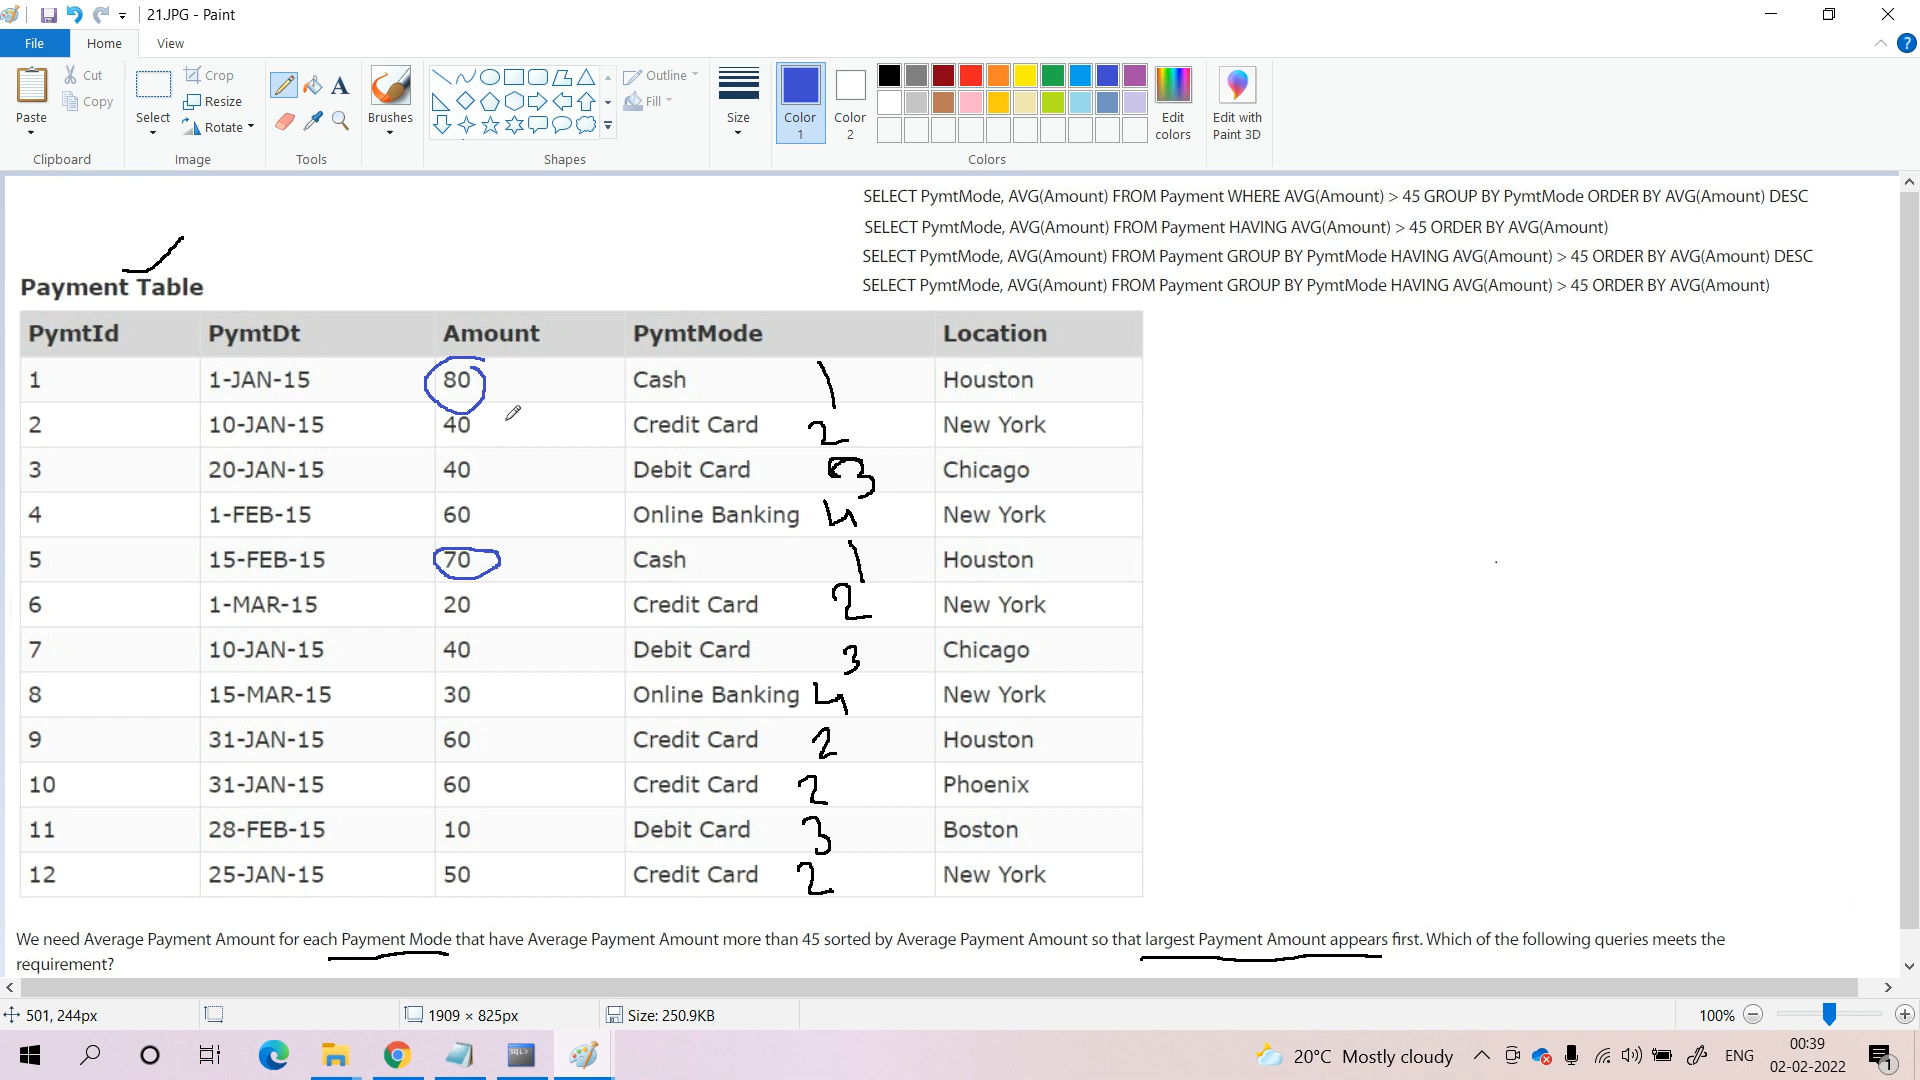 21.JPG - Paint
File Home View
Paste
Cut
Copy
Clipboard
Select
Crop
Resize
Rotate
Image
Tools
Brushes
Outline
Fill
Shapes
Size
Color 1
Color 2
Edit colors
Edit with Paint 3D
Colors
SELECT PymtMode, AVG(Amount) FROM Payment WHERE AVG(Amount) > 45 GROUP BY PymtMode ORDER BY AVG(Amount) DESC
SELECT PymtMode, AVG(Amount) FROM Payment HAVING AVG(Amount) > 45 ORDER BY AVG(Amount)
SELECT PymtMode, AVG(Amount) FROM Payment GROUP BY PymtMode HAVING AVG(Amount) > 45 ORDER BY AVG(Amount) DESC
SELECT PymtMode, AVG(Amount) FROM Payment GROUP BY PymtMode HAVING AVG(Amount) > 45 ORDER BY AVG(Amount)
Payment Table
PymtId PymtDt Amount PymtMode Location
1 1-JAN-15 80 Cash 1 Houston
2 10-JAN-15 40 Credit Card 2 New York
3 20-JAN-15 40 Debit Card 3 Chicago
4 1-FEB-15 60 Online Banking 4 New York
5 15-FEB-15 70 Cash 1 Houston
6 1-MAR-15 20 Credit Card 2 New York
7 10-JAN-15 40 Debit Card 3 Chicago
8 15-MAR-15 30 Online Banking 4 New York
9 31-JAN-15 60 Credit Card 2 Houston
10 31-JAN-15 60 Credit Card 2 Phoenix
11 28-FEB-15 10 Debit Card 3 Boston
12 25-JAN-15 50 Credit Card 2 New York
We need Average Payment Amount for each Payment Mode that have Average Payment Amount more than 45 sorted by Average Payment Amount so that largest Payment Amount appears first. Which of the following queries meets the
requirement?
501, 244px 1909 × 825px Size: 250.9KB 100%
20°C Mostly cloudy ENG 00:39
02-02-2022 1